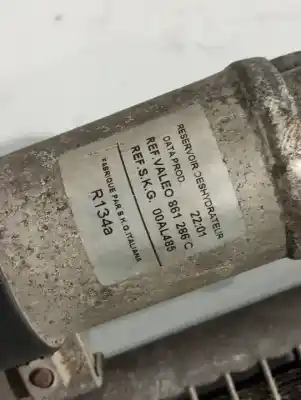 RESERVOIR DESHYDRATEUR
DATA PROD. 22/01
REF VALEO 861 286 C
REF.S.K.G. 00AL485
FABRIQUE PAR S.K.G.ITALIANA
R134a